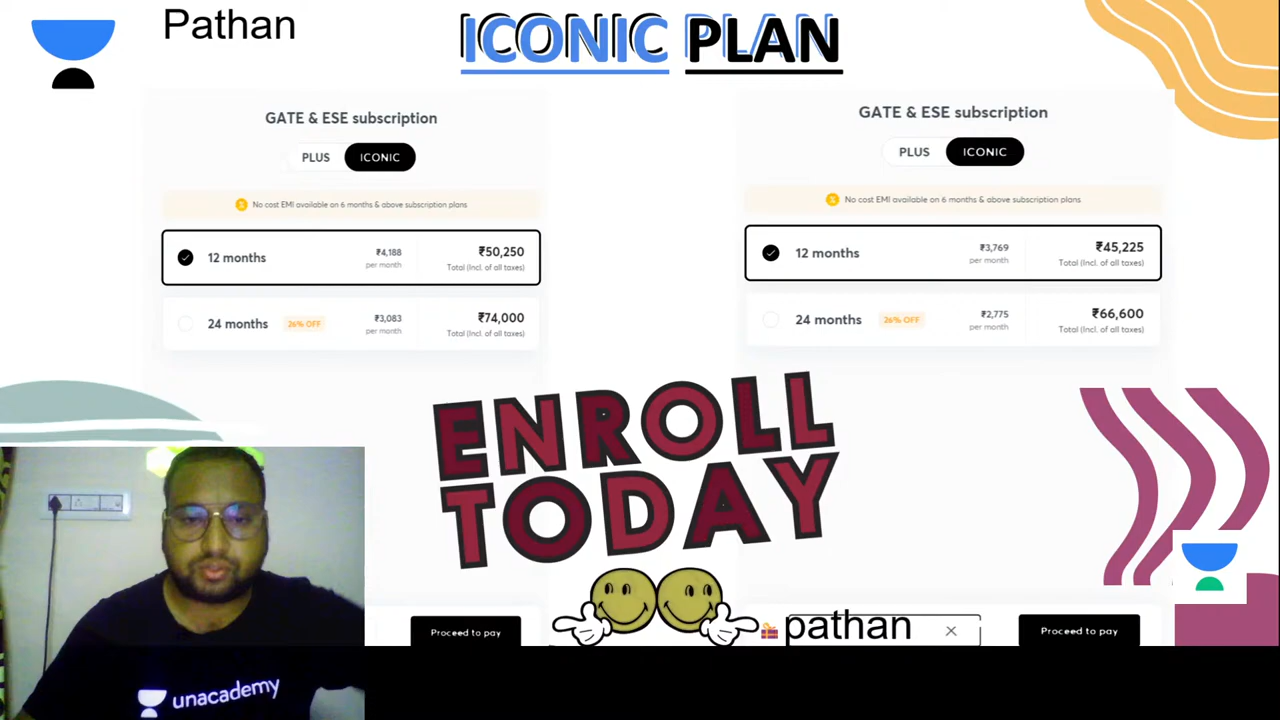 Pathan
ICONIC PLAN
GATE & ESE subscription
PLUS ICONIC
No cost EMI available on 6 months & above subscription plans
12 months ₹4,188 per month ₹50,250 Total (Incl. of all taxes)
24 months 26% OFF ₹3,083 per month ₹74,000 Total (Incl. of all taxes)
Proceed to pay
GATE & ESE subscription
PLUS ICONIC
No cost EMI available on 6 months & above subscription plans
12 months ₹3,769 per month ₹45,225 Total (Incl. of all taxes)
24 months 26% OFF ₹2,775 per month ₹66,600 Total (Incl. of all taxes)
pathan
Proceed to pay
ENROLL
TODAY
unacademy